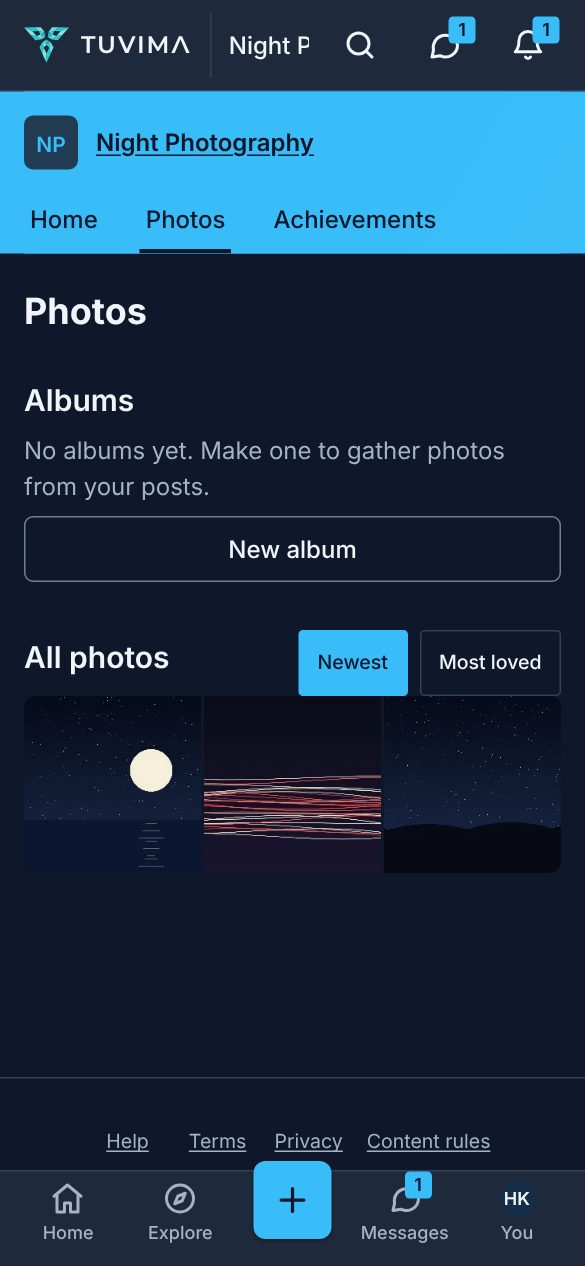 TUVIMA
Night P
1
1
NP
Night Photography
Home
Photos
Achievements
Photos
Albums
No albums yet. Make one to gather photos
from your posts.
New album
All photos
Newest
Most loved
Help
Terms
Privacy
Content rules
1
HK
Home
Explore
Messages
You